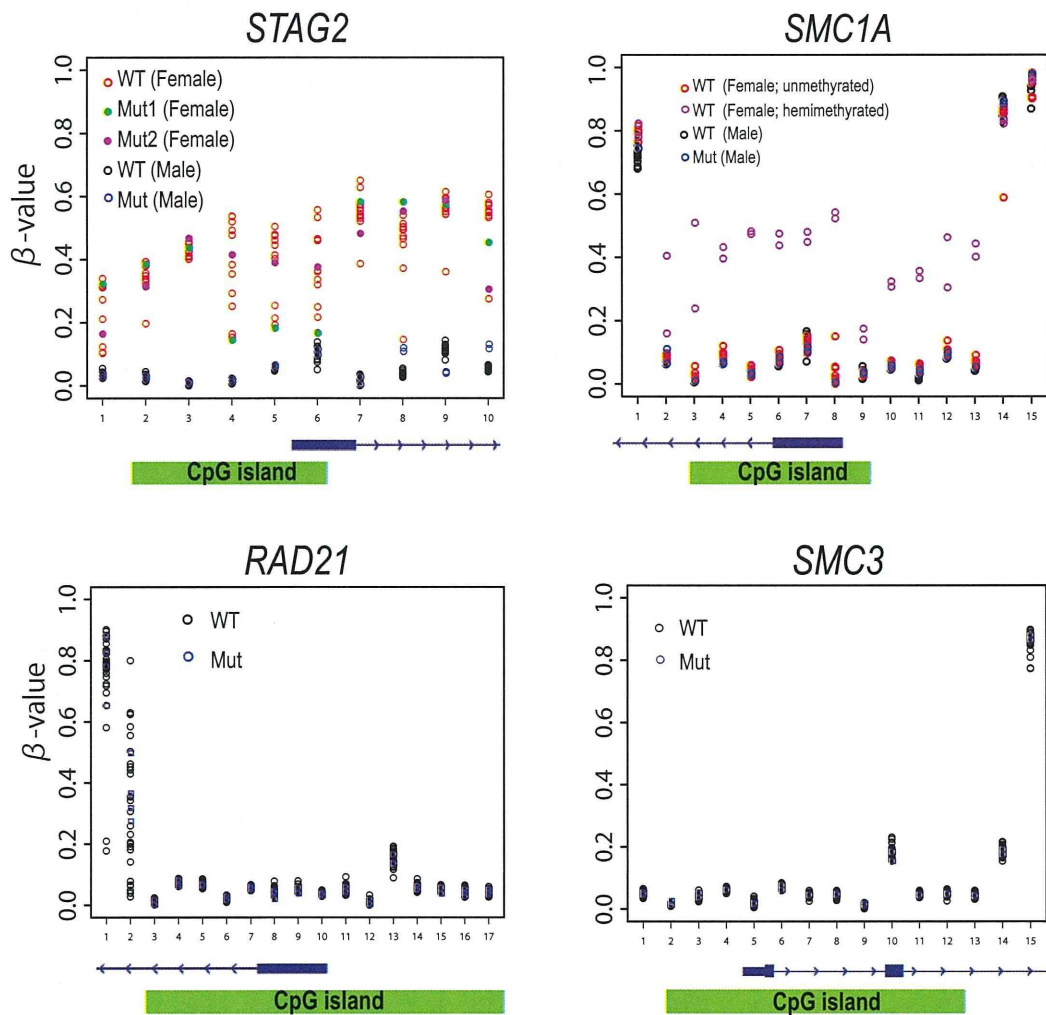 STAG2
β-value
1.0
0.8
0.6
0.4
0.2
0.0
WT (Female)
Mut1 (Female)
Mut2 (Female)
WT (Male)
Mut (Male)
1 2 3 4 5 6 7 8 9 10
CpG island
SMC1A
1.0
0.8
0.6
0.4
0.2
0.0
WT (Female; unmethyrated)
WT (Female; hemimethyrated)
WT (Male)
Mut (Male)
1 2 3 4 5 6 7 8 9 10 11 12 13 14 15
CpG island
RAD21
β-value
1.0
0.8
0.6
0.4
0.2
0.0
WT
Mut
1 2 3 4 5 6 7 8 9 10 11 12 13 14 15 16 17
CpG island
SMC3
1.0
0.8
0.6
0.4
0.2
0.0
WT
Mut
1 2 3 4 5 6 7 8 9 10 11 12 13 14 15
CpG island